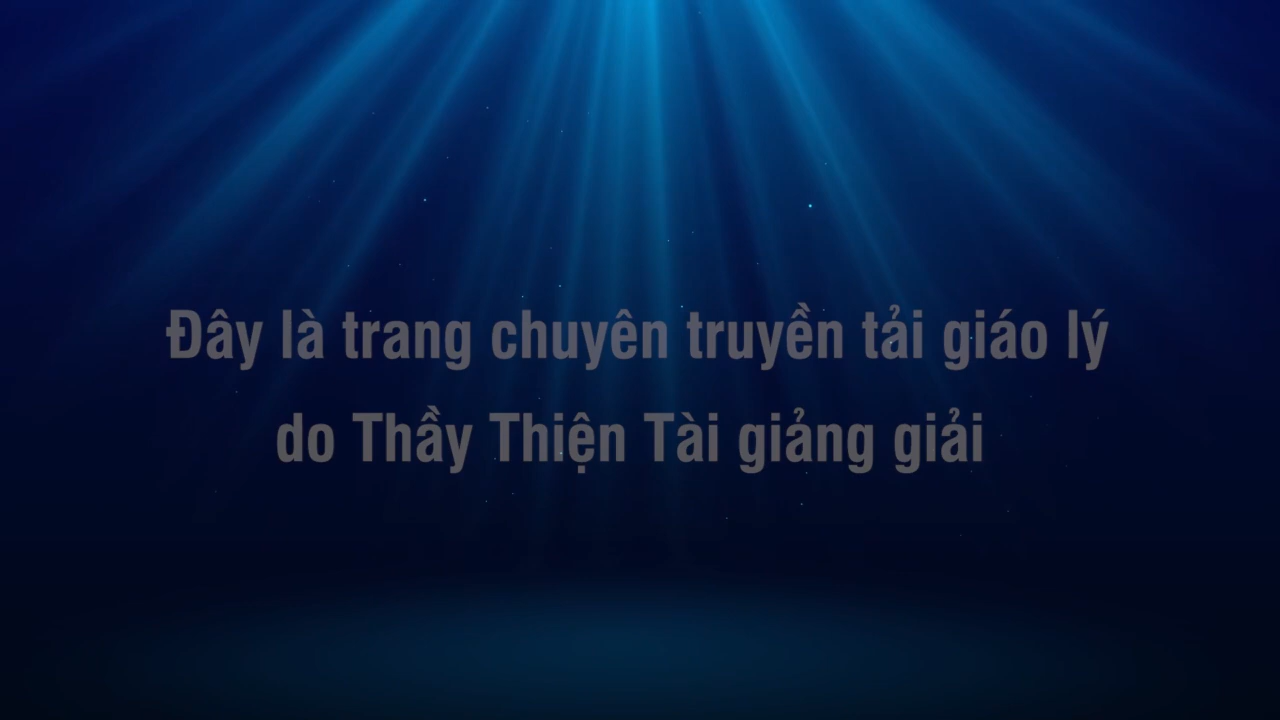 Đây là trang chuyên truyền tải giáo lý
do Thầy Thiện Tài giảng giải